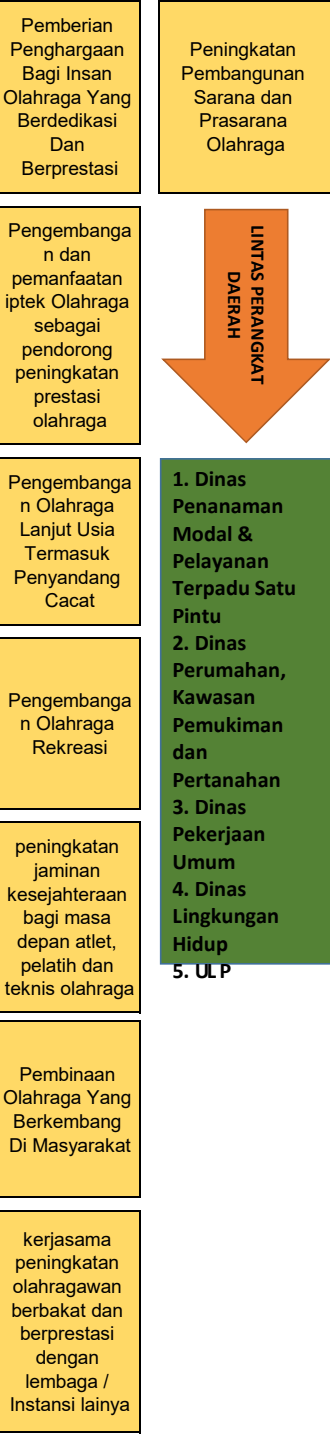 Pemberian
Penghargaan
Bagi Insan
Olahraga Yang
Berdedikasi
Dan
Berprestasi
Peningkatan
Pembangunan
Sarana dan
Prasarana
Olahraga
Pengembanga
n dan
pemanfaatan
iptek Olahraga
sebagai
pendorong
peningkatan
prestasi
olahraga
LINTAS PERANGKAT
DAERAH
Pengembanga
n Olahraga
Lanjut Usia
Termasuk
Penyandang
Cacat
1. Dinas
Penanaman
Modal &
Pelayanan
Terpadu Satu
Pintu
2. Dinas
Perumahan,
Kawasan
Pemukiman
dan
Pertanahan
3. Dinas
Pekerjaan
Umum
4. Dinas
Lingkungan
Hidup
5. ULP
Pengembanga
n Olahraga
Rekreasi
peningkatan
jaminan
kesejahteraan
bagi masa
depan atlet,
pelatih dan
teknis olahraga
Pembinaan
Olahraga Yang
Berkembang
Di Masyarakat
kerjasama
peningkatan
olahragawan
berbakat dan
berprestasi
dengan
lembaga /
Instansi lainya